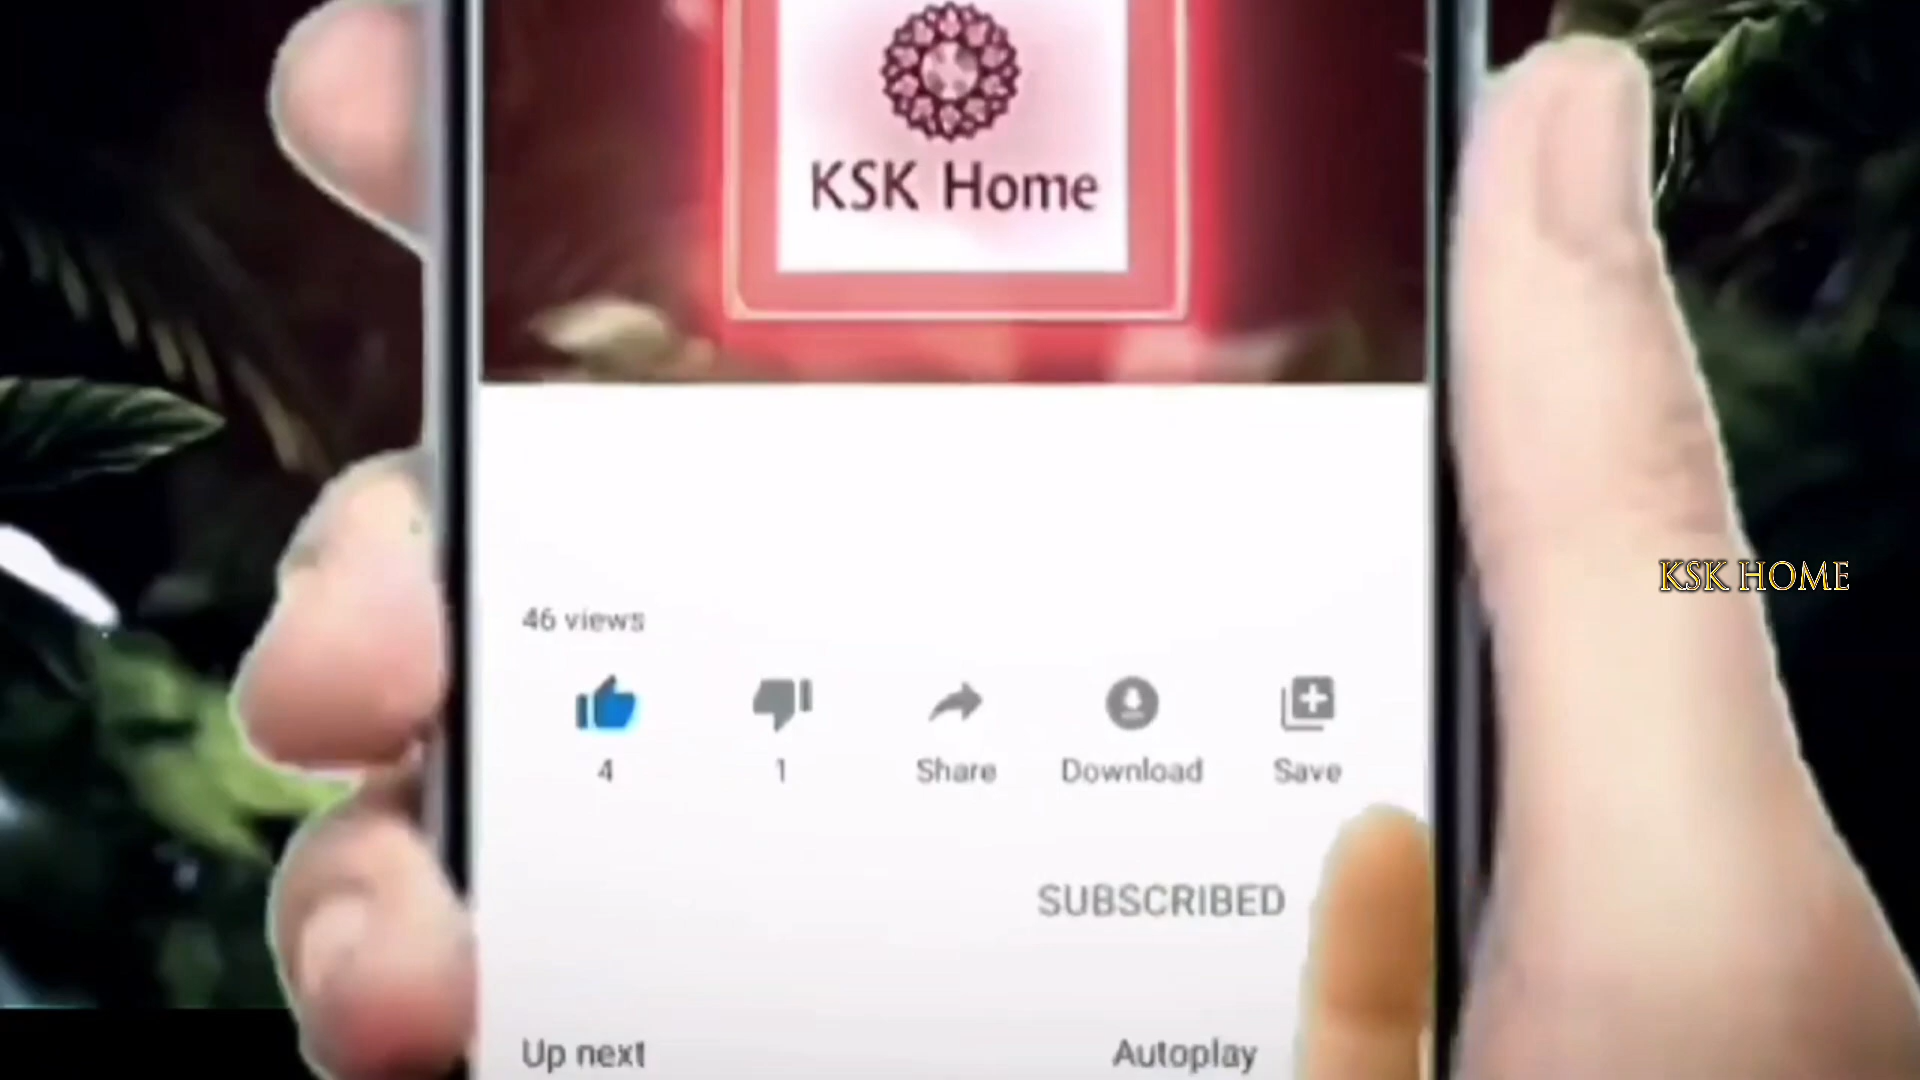 KSK Home
KSK HOME
46 views
4
1
Share
Download
Save
SUBSCRIBED
Up next
Autoplay